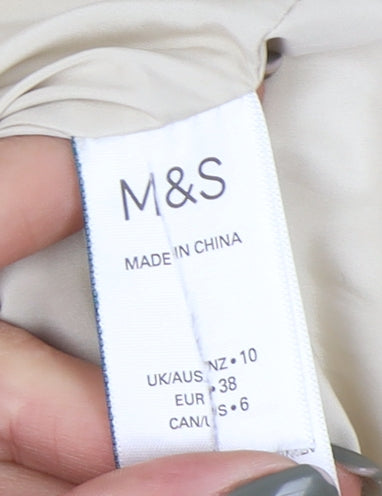 M&S
MADE IN CHINA
UK/AUS/NZ • 10
EUR • 38
CAN/US • 6